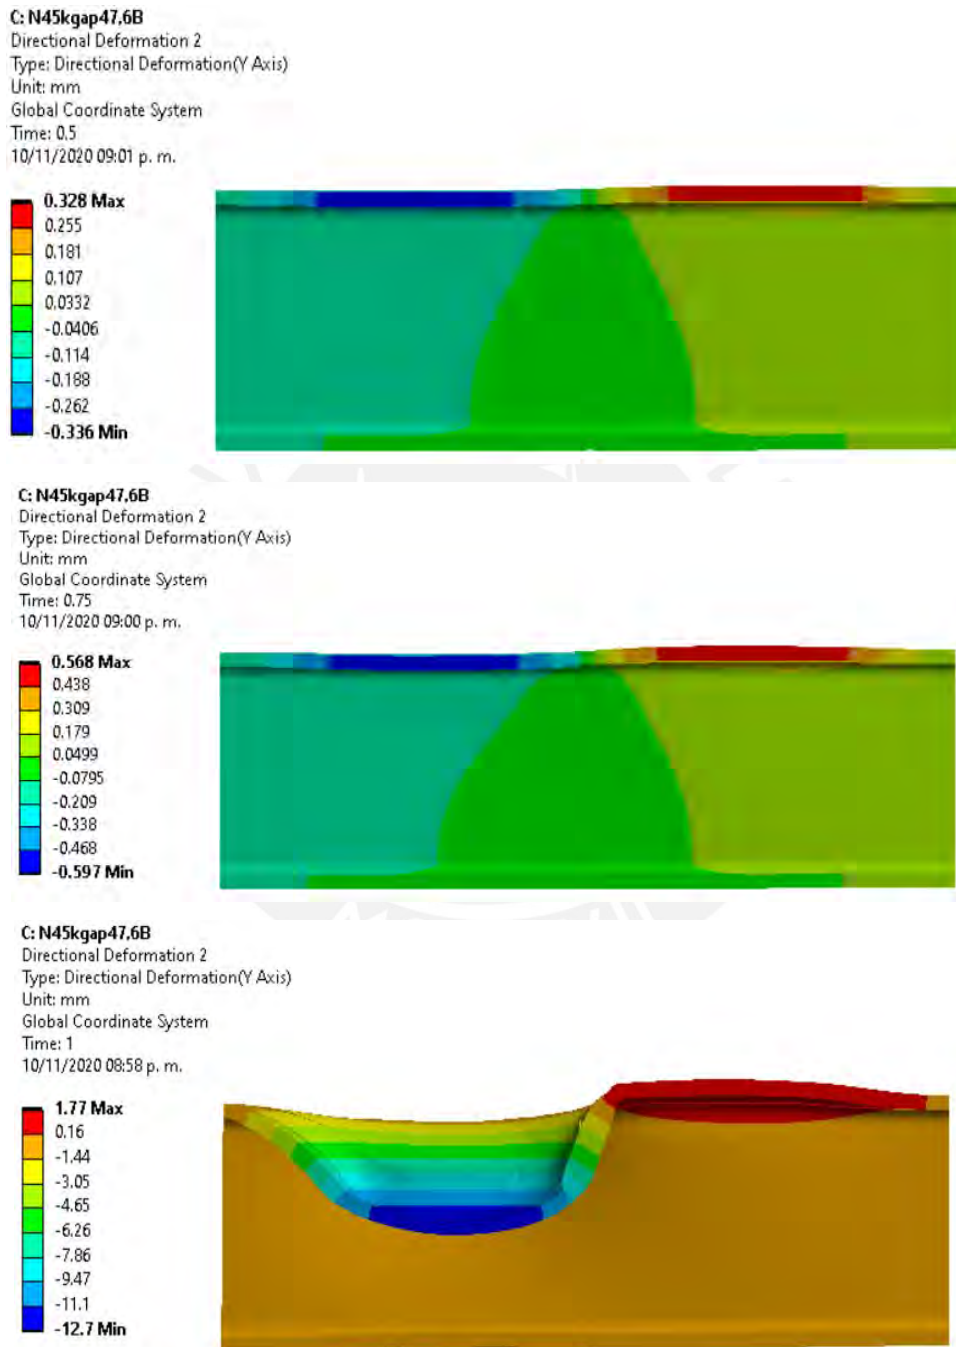 C: N45kgap47,6B
Directional Deformation 2
Type: Directional Deformation(Y Axis)
Unit: mm
Global Coordinate System
Time: 0.5
10/11/2020 09:01 p. m.
0.328 Max
0.255
0.181
0.107
0.0332
-0.0406
-0.114
-0.188
-0.262
-0.336 Min
C: N45kgap47,6B
Directional Deformation 2
Type: Directional Deformation(Y Axis)
Unit: mm
Global Coordinate System
Time: 0.75
10/11/2020 09:00 p. m.
0.568 Max
0.438
0.309
0.179
0.0499
-0.0795
-0.209
-0.338
-0.468
-0.597 Min
C: N45kgap47,6B
Directional Deformation 2
Type: Directional Deformation(Y Axis)
Unit: mm
Global Coordinate System
Time: 1
10/11/2020 08:58 p. m.
1.77 Max
0.16
-1.44
-3.05
-4.65
-6.26
-7.86
-9.47
-11.1
-12.7 Min